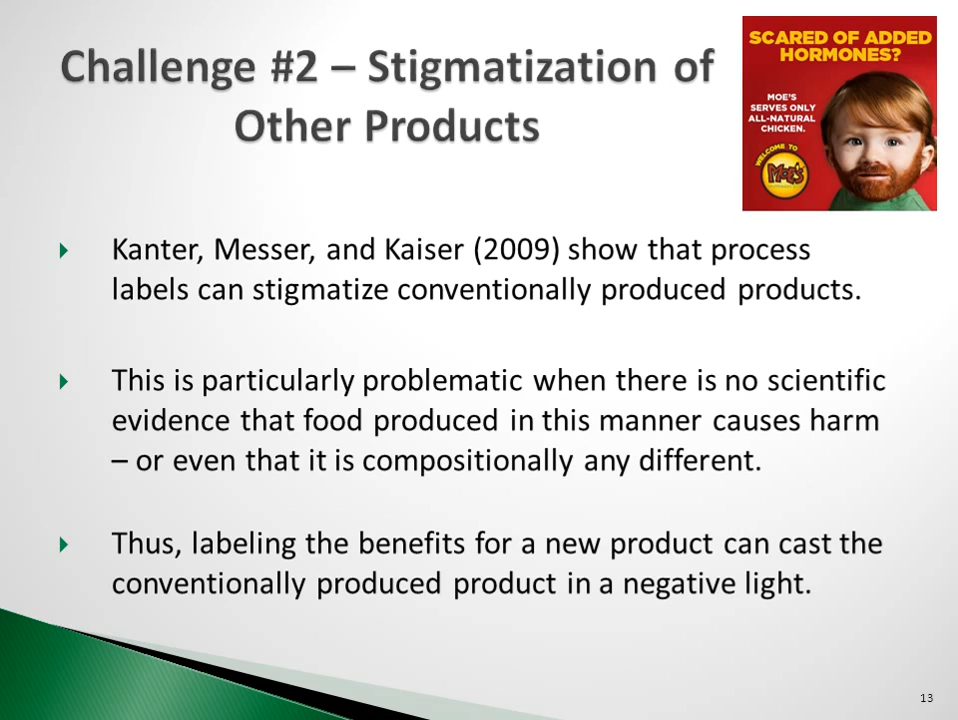 Challenge #2 – Stigmatization of
Other Products
SCARED OF ADDED
HORMONES?
MOE'S
SERVES ONLY
ALL-NATURAL
CHICKEN.
WELCOME TO
MOE'S
Kanter, Messer, and Kaiser (2009) show that process
labels can stigmatize conventionally produced products.
This is particularly problematic when there is no scientific
evidence that food produced in this manner causes harm
– or even that it is compositionally any different.
Thus, labeling the benefits for a new product can cast the
conventionally produced product in a negative light.
13